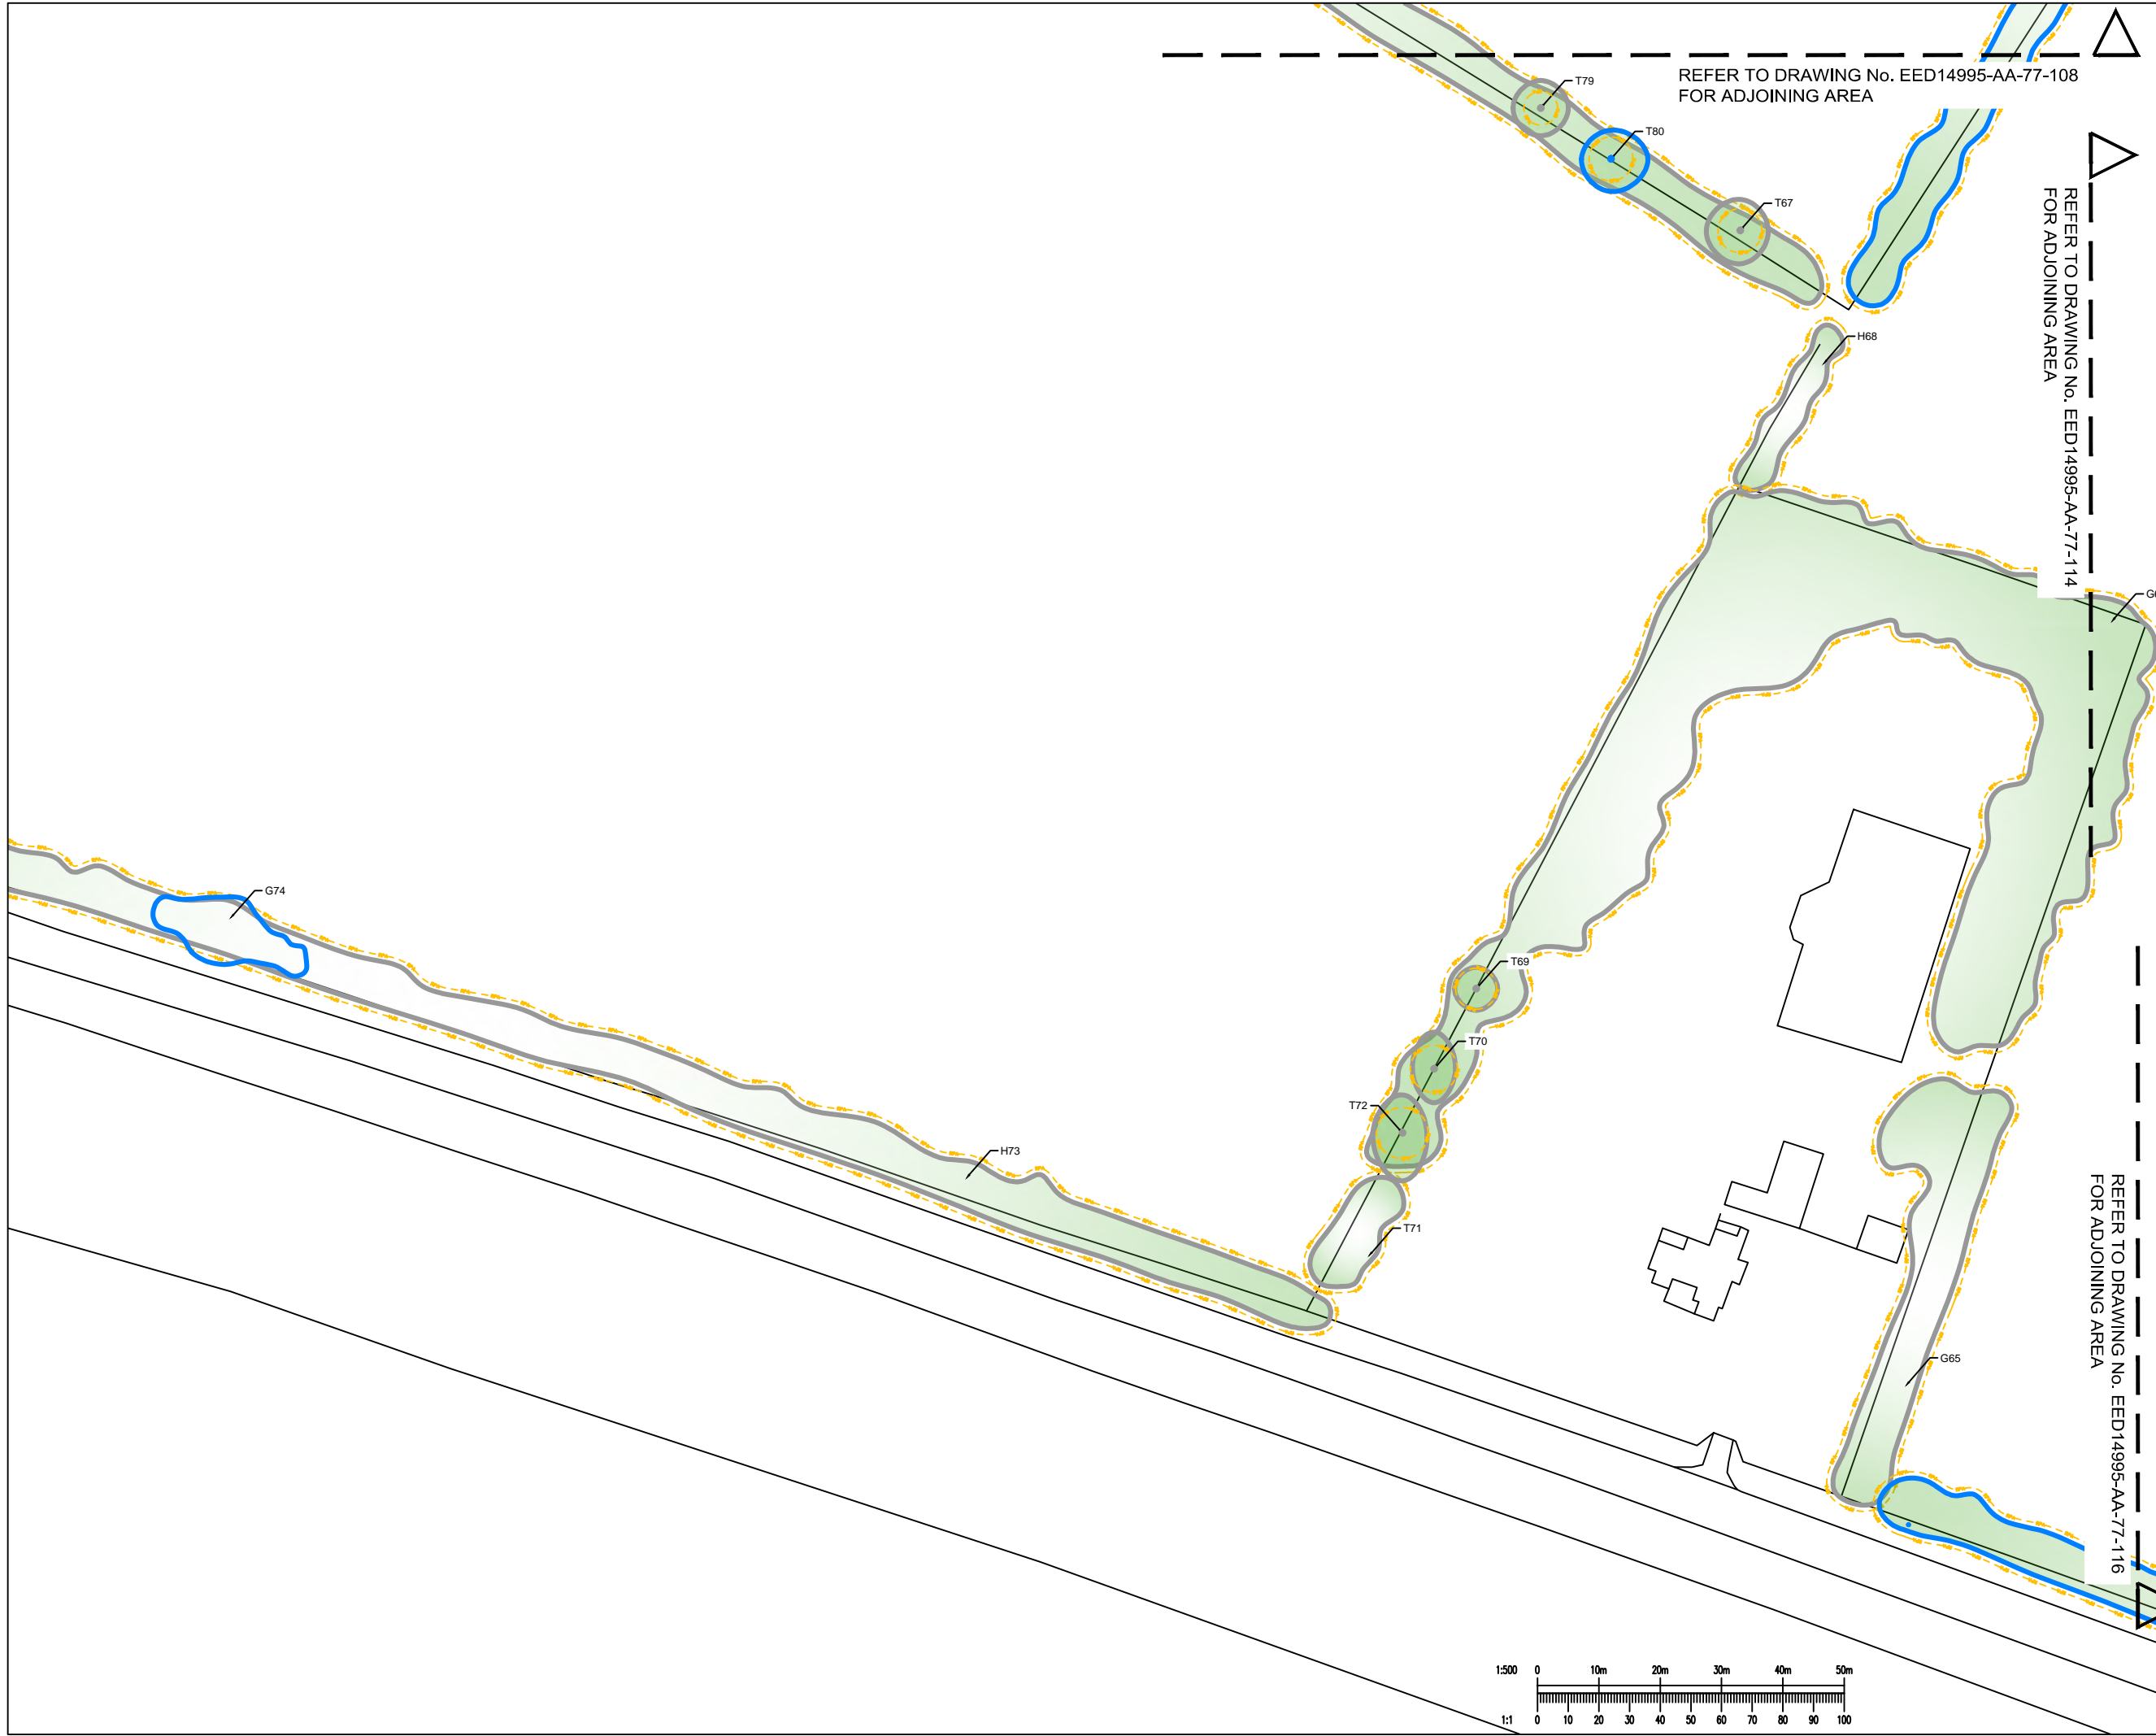 T79
REFER TO DRAWING No. EED14995-AA-77-108
FOR ADJOINING AREA
T80
T67
REFER TO DRAWING No. EED14995-AA-77-114
FOR ADJOINING AREA
H68
G74
T69
T70
T72
H73
T71
REFER TO DRAWING No. EED14995-AA-77-116
FOR ADJOINING AREA
G65
1:500 0 10m 20m 30m 40m 50m
1:1 0 10 20 30 40 50 60 70 80 90 100